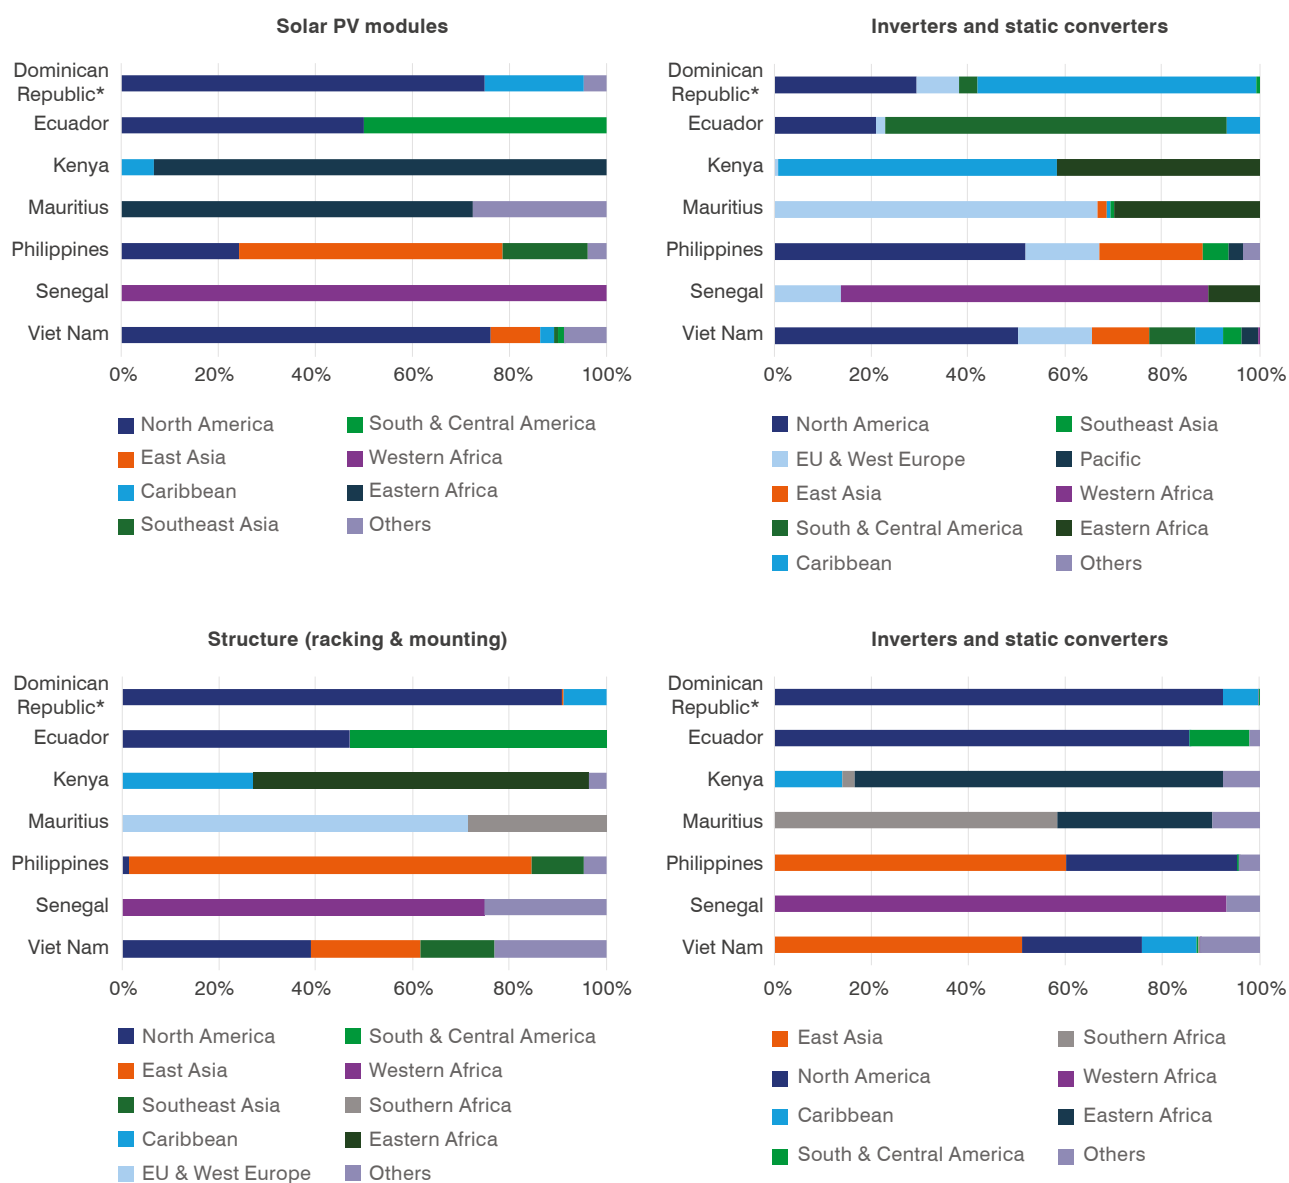 Solar PV modules
Dominican
Republic*
Ecuador
Kenya
Mauritius
Philippines
Senegal
Viet Nam
0% 20% 40% 60% 80% 100%
North America
East Asia
Caribbean
Southeast Asia
South & Central America
Western Africa
Eastern Africa
Others
Inverters and static converters
Dominican
Republic*
Ecuador
Kenya
Mauritius
Philippines
Senegal
Viet Nam
0% 20% 40% 60% 80% 100%
North America
EU & West Europe
East Asia
South & Central America
Caribbean
Southeast Asia
Pacific
Western Africa
Eastern Africa
Others
Structure (racking & mounting)
Dominican
Republic*
Ecuador
Kenya
Mauritius
Philippines
Senegal
Viet Nam
0% 20% 40% 60% 80% 100%
North America
East Asia
Southeast Asia
Caribbean
EU & West Europe
South & Central America
Western Africa
Southern Africa
Eastern Africa
Others
Inverters and static converters
Dominican
Republic*
Ecuador
Kenya
Mauritius
Philippines
Senegal
Viet Nam
0% 20% 40% 60% 80% 100%
East Asia
North America
Caribbean
South & Central America
Southern Africa
Western Africa
Eastern Africa
Others